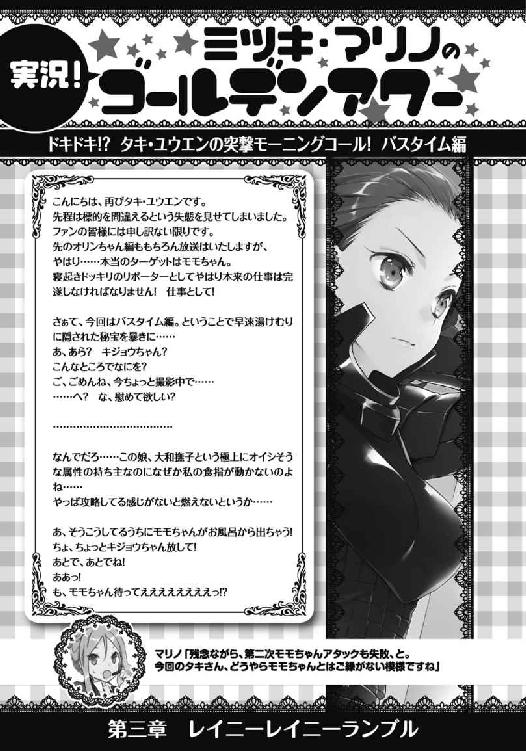 実況!
ミヅキ・マリノの
ゴールデンアワー
ドキドキ!? タキ・ユウエンの突撃モーニングコール! バスタイム編
こんにちは、再びタキ・ユウエンです。
先程は標的を間違えるという失態を見せてしまいました。
ファンの皆様には申し訳ない限りです。
先のオリンちゃん編ももちろん放送はいたしますが、
やはり……本当のターゲットはモモちゃん。
寝起きドッキリのリポーターとしてやはり本来の仕事は完
遂しなければなりません! 仕事として!
さぁて、今回はバスタイム編。ということで早速湯けむり
に隠された秘宝を暴きに……
あ、あら? キジョウちゃん?
こんなところでなにを?
ご、ごめんね、今ちょっと撮影中で……
……へ? な、慰めて欲しい?
…………………………………
なんでだろ……この娘、大和撫子という極上にオイシそう
な属性の持ち主なのになぜか私の食指が動かないのよ
ね……
やっぱ攻略してる感じがないと燃えないというか……
あ、そうこうしてるうちにモモちゃんがお風呂から出ちゃう!
ちょ、ちょっとキジョウちゃん放して!
あとで、あとでね!
ああっ!
も、モモちゃん待ってえええええええええっ!?
マリノ「残念ながら、第二次モモちゃんアタックも失敗、と。
今回のタキさん、どうやらモモちゃんとはご縁がない模様ですね」
第三章 レイニーレイニーランブル